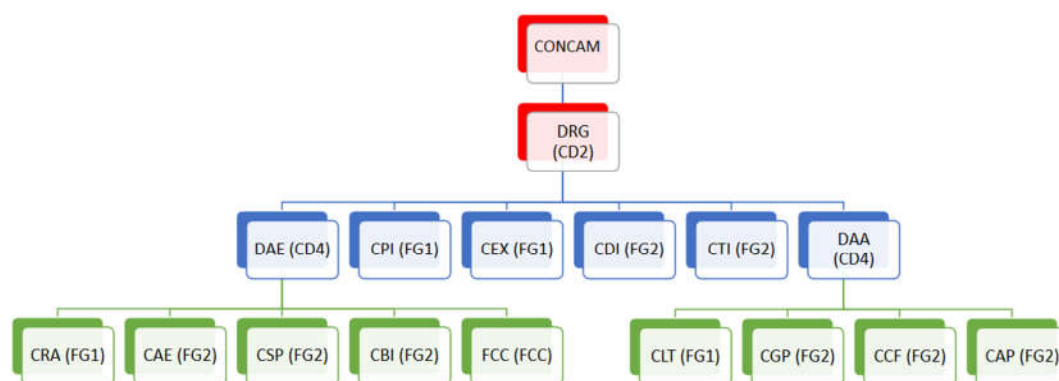 CONCAM
DRG
(CD2)
DAE (CD4)
CPI (FG1)
CEX (FG1)
CDI (FG2)
CTI (FG2)
DAA
(CD4)
CRA (FG1)
CAE (FG2)
CSP (FG2)
CBI (FG2)
FCC (FCC)
CLT (FG1)
CGP (FG2)
CCF (FG2)
CAP (FG2)